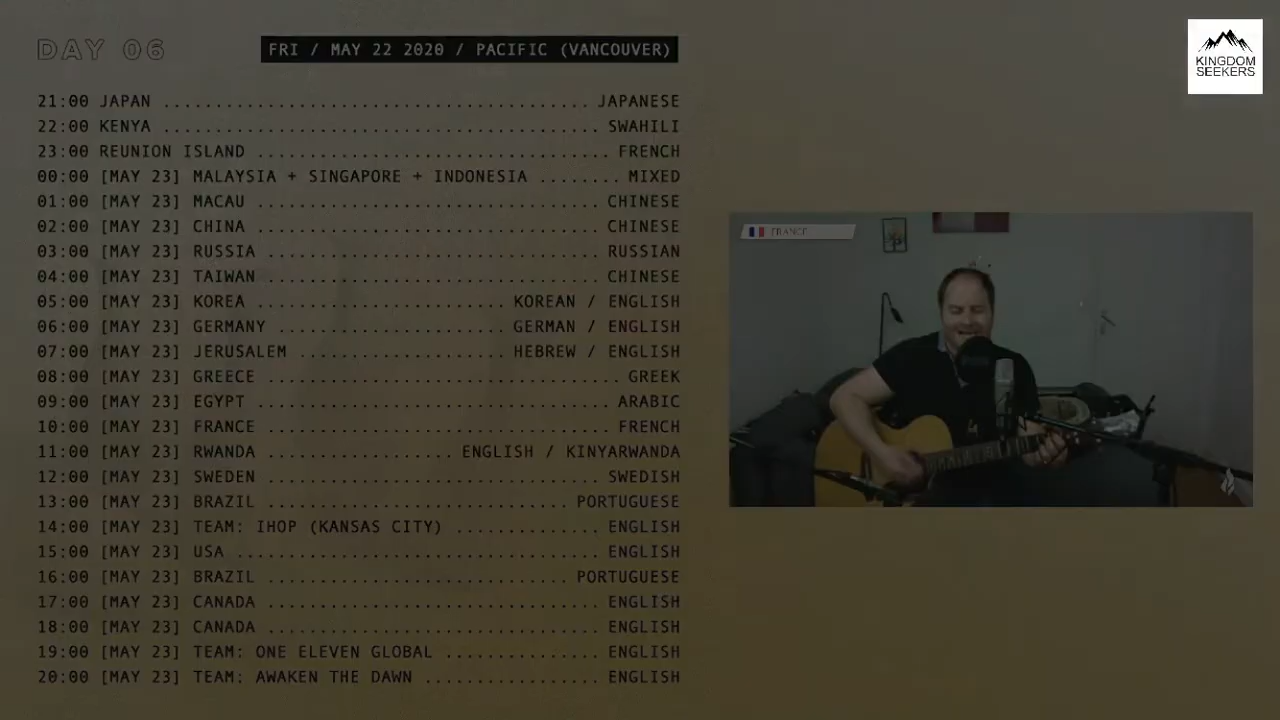 DAY 06
FRI / MAY 22 2020 / PACIFIC (VANCOUVER)
21:00 JAPAN ......................................... JAPANESE
22:00 KENYA .......................................... SWAHILI
23:00 REUNION ISLAND .................................. FRENCH
00:00 [MAY 23] MALAYSIA + SINGAPORE + INDONESIA ........ MIXED
01:00 [MAY 23] MACAU ................................ CHINESE
02:00 [MAY 23] CHINA ................................ CHINESE
03:00 [MAY 23] RUSSIA ................................ RUSSIAN
04:00 [MAY 23] TAIWAN ................................ CHINESE
05:00 [MAY 23] KOREA ........................ KOREAN / ENGLISH
06:00 [MAY 23] GERMANY ...................... GERMAN / ENGLISH
07:00 [MAY 23] JERUSALEM .................... HEBREW / ENGLISH
08:00 [MAY 23] GREECE .................................. GREEK
09:00 [MAY 23] EGYPT .................................. ARABIC
10:00 [MAY 23] FRANCE ................................. FRENCH
11:00 [MAY 23] RWANDA .................. ENGLISH / KINYARWANDA
12:00 [MAY 23] SWEDEN ................................ SWEDISH
13:00 [MAY 23] BRAZIL ............................. PORTUGUESE
14:00 [MAY 23] TEAM: IHOP (KANSAS CITY) .............. ENGLISH
15:00 [MAY 23] USA ................................... ENGLISH
16:00 [MAY 23] BRAZIL ............................. PORTUGUESE
17:00 [MAY 23] CANADA ................................ ENGLISH
18:00 [MAY 23] CANADA ................................ ENGLISH
19:00 [MAY 23] TEAM: ONE ELEVEN GLOBAL ............... ENGLISH
20:00 [MAY 23] TEAM: AWAKEN THE DAWN ................. ENGLISH
FRANCE
KINGDOM
SEEKERS